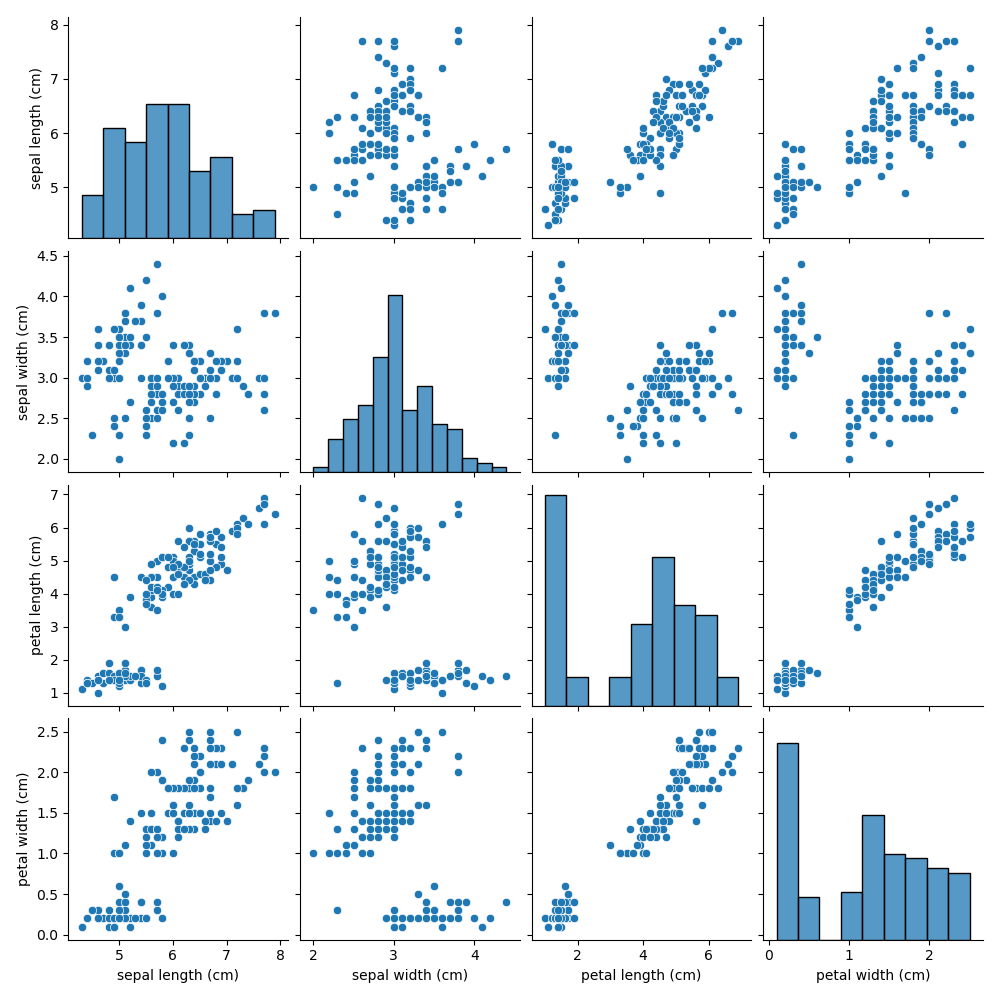 8
7
6
5
sepal length (cm)
4.5
4.0
3.5
3.0
2.5
2.0
sepal width (cm)
7
6
5
4
3
2
1
petal length (cm)
2.5
2.0
1.5
1.0
0.5
0.0
petal width (cm)
5 6 7 8
sepal length (cm)
2 3 4
sepal width (cm)
2 4 6
petal length (cm)
0 1 2
petal width (cm)